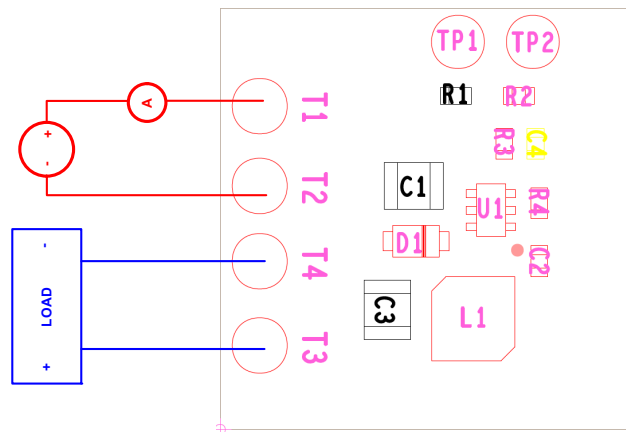 TP1 TP2
R1 R2
A
T1
+
-
R3 C4
T2
C1
U1 R4
D1
C2
-
LOAD
+
T4
C3
L1
T3